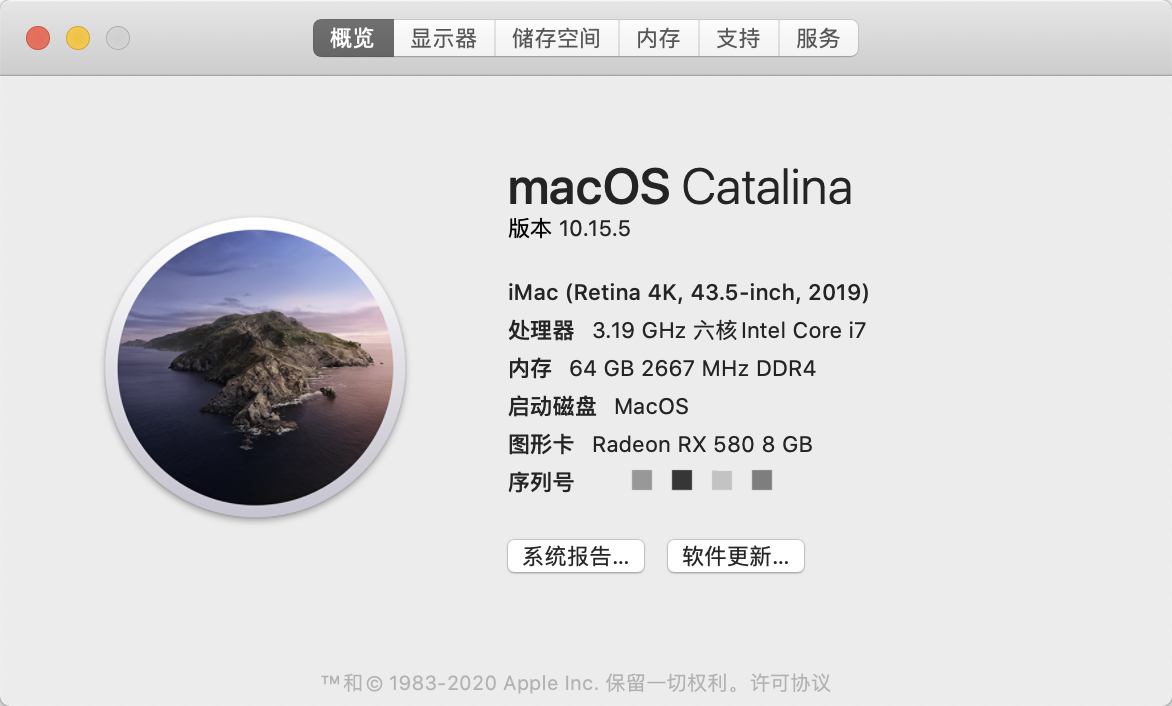 概览 显示器 储存空间 内存 支持 服务
macOS Catalina
版本 10.15.5
iMac (Retina 4K, 43.5-inch, 2019)
处理器 3.19 GHz 六核Intel Core i7
内存 64 GB 2667 MHz DDR4
启动磁盘 MacOS
图形卡 Radeon RX 580 8 GB
序列号
系统报告... 软件更新...
™和© 1983-2020 Apple Inc. 保留一切权利。许可协议